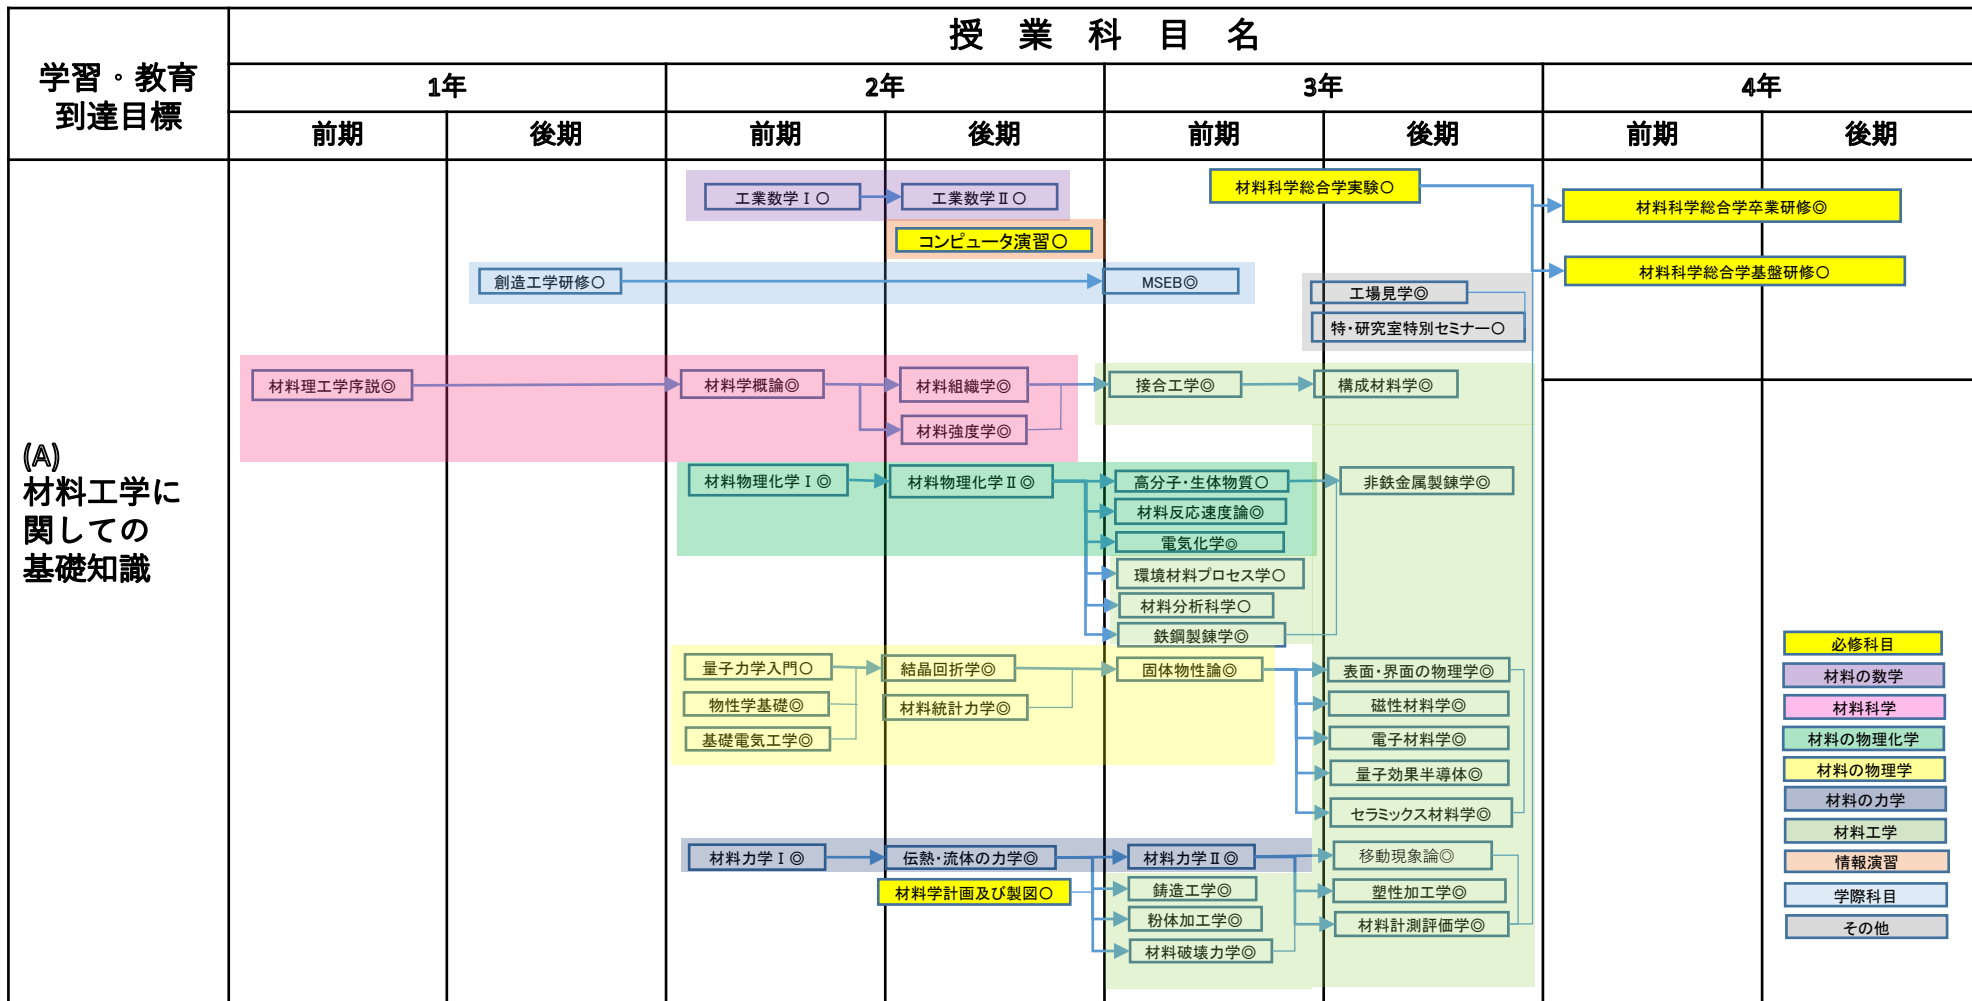 授 業 科 目 名
学習・教育
到達目標
1年
2年
3年
4年
前期
後期
前期
後期
前期
後期
前期
後期
(A)
材料工学に
関しての
基礎知識
工業数学Ⅰ○
工業数学Ⅱ○
材料科学総合学実験○
材料科学総合学卒業研修◎
コンピュータ演習○
材料科学総合学基盤研修○
創造工学研修○
MSEB◎
工場見学◎
特・研究室特別セミナー○
材料理工学序説◎
材料学概論◎
材料組織学◎
接合工学◎
構成材料学◎
材料強度学◎
材料物理化学Ⅰ◎
材料物理化学Ⅱ◎
高分子・生体物質○
非鉄金属製錬学◎
材料反応速度論◎
電気化学◎
環境材料プロセス学○
材料分析科学○
鉄鋼製錬学◎
量子力学入門○
結晶回折学◎
固体物性論◎
表面・界面の物理学◎
物性学基礎◎
材料統計力学◎
磁性材料学◎
基礎電気工学◎
電子材料学◎
量子効果半導体◎
セラミックス材料学◎
材料力学Ⅰ◎
伝熱・流体の力学◎
材料力学Ⅱ◎
移動現象論◎
材料学計画及び製図○
鋳造工学◎
塑性加工学◎
粉体加工学◎
材料計測評価学◎
材料破壊力学◎
必修科目
材料の数学
材料科学
材料の物理化学
材料の物理学
材料の力学
材料工学
情報演習
学際科目
その他